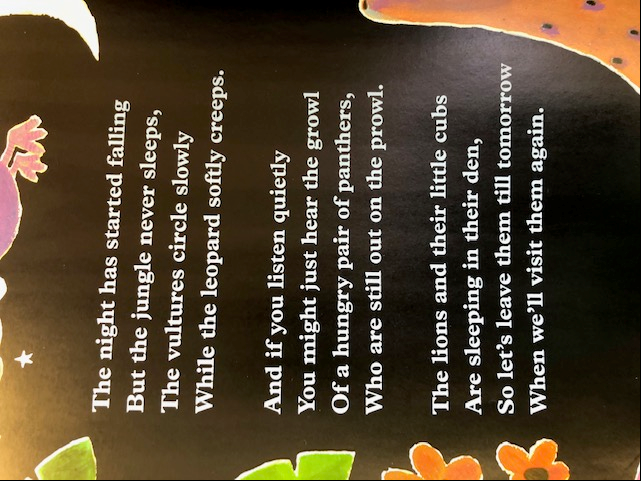 The night has started falling
But the jungle never sleeps,
The vultures circle slowly
While the leopard softly creeps.
And if you listen quietly
You might just hear the growl
Of a hungry pair of panthers,
Who are still out on the prowl.
The lions and their little cubs
Are sleeping in their den,
So let’s leave them till tomorrow
When we’ll visit them again.